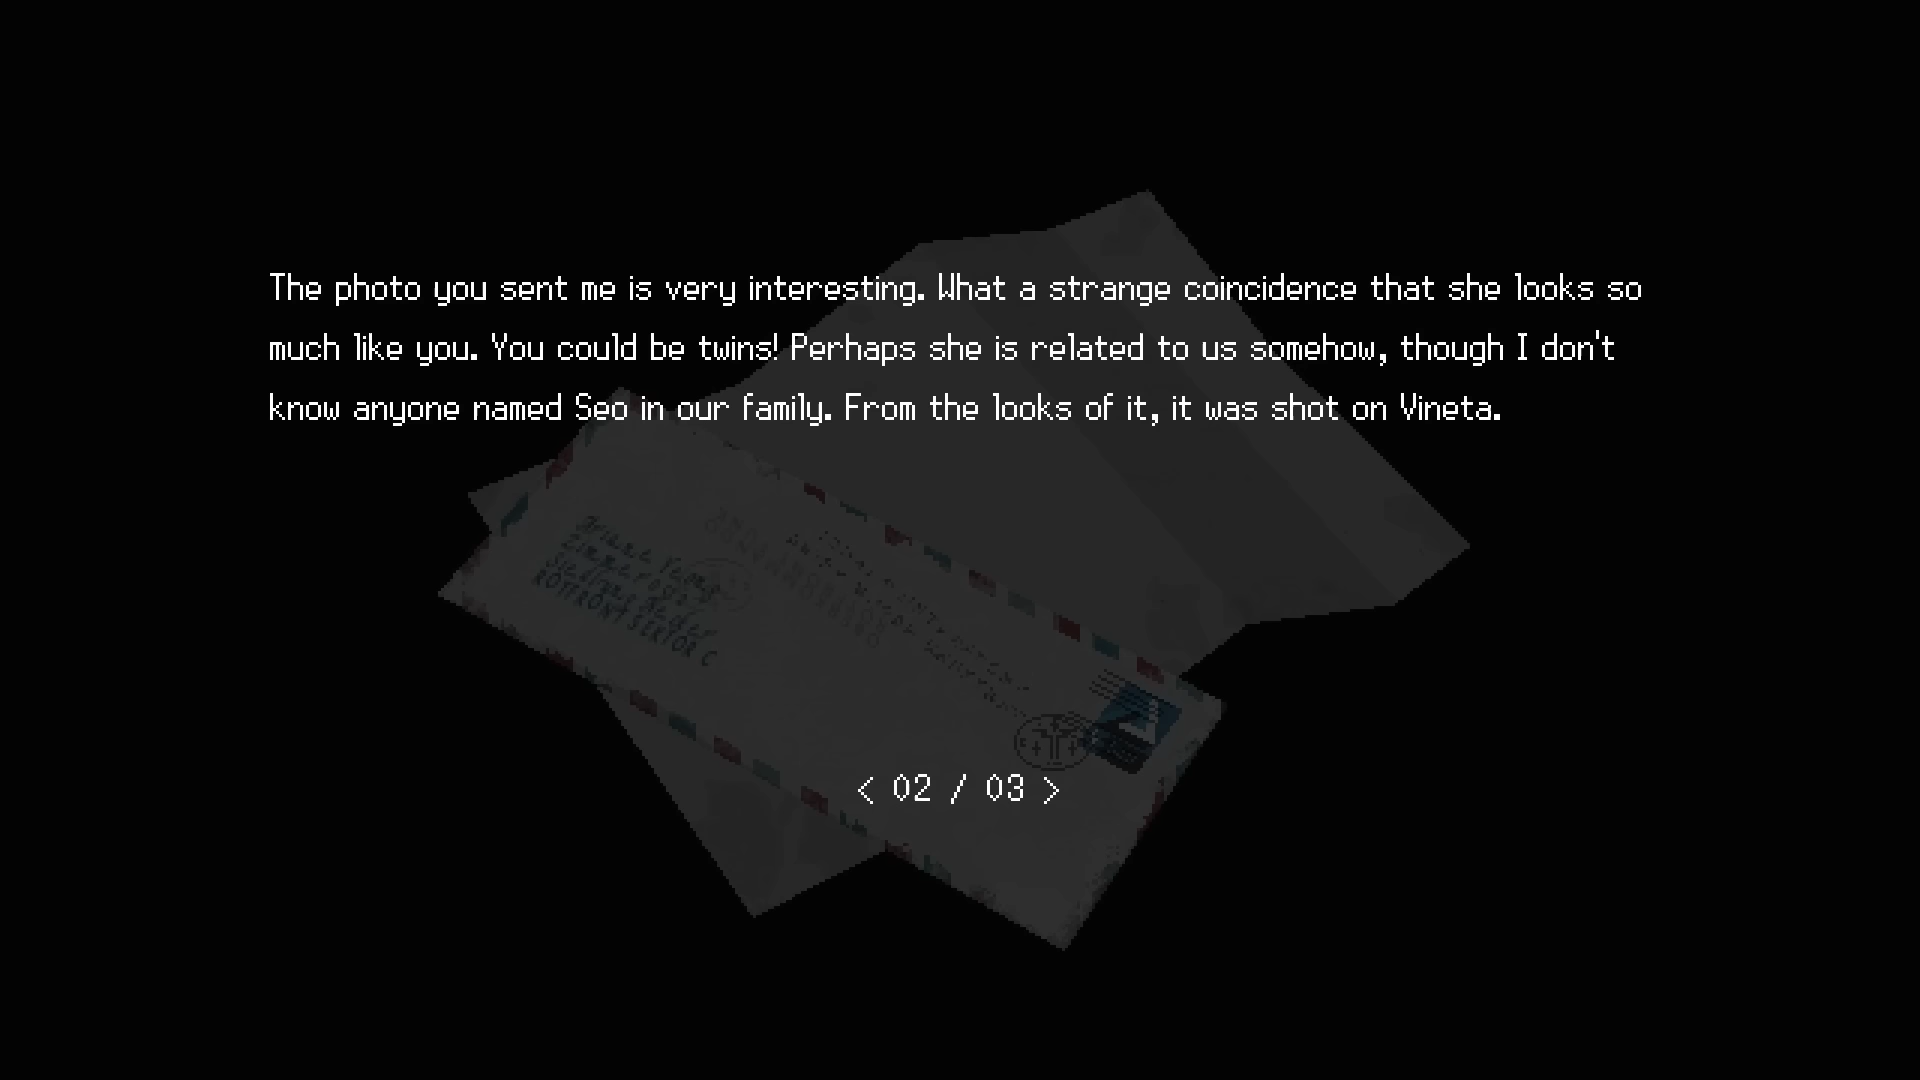 The photo you sent me is very interesting. What a strange coincidence that she looks so
much like you. You could be twins! Perhaps she is related to us somehow, though I don't
know anyone named Seo in our family. From the looks of it, it was shot on Vineta.
ROTFRONT SEKTOR C
< 02 / 03 >